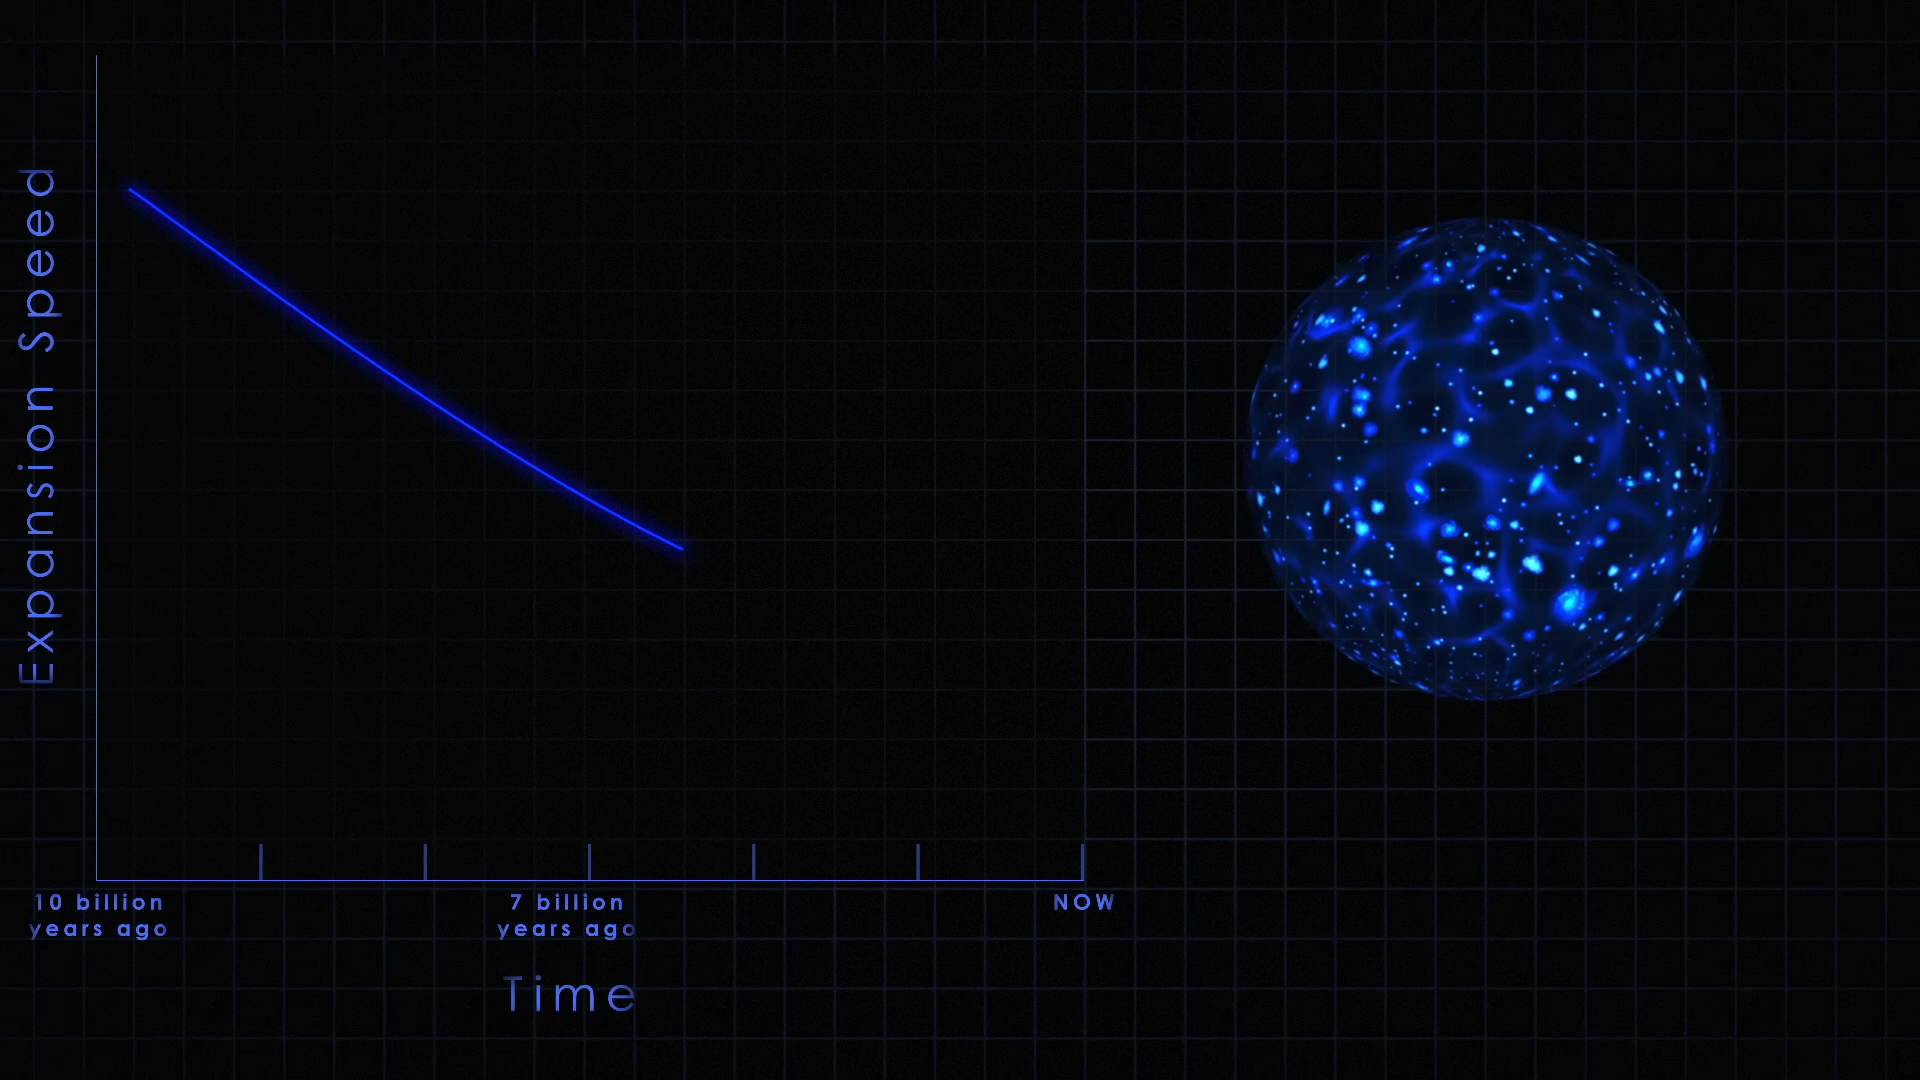 Expansion Speed
10 billion
years ago
7 billion
years ago
NOW
Time